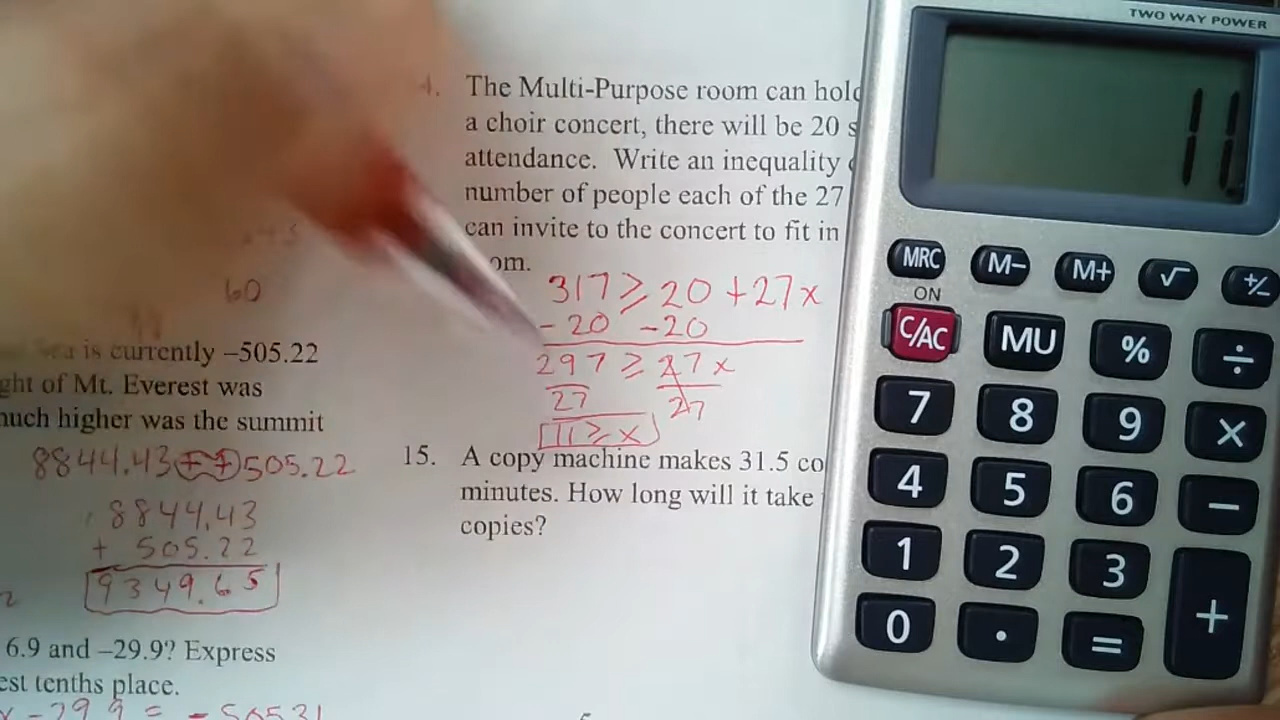 60
is currently –505.22
ght of Mt. Everest was
much higher was the summit
8844.43 505.22
8844.43
+ 505.22
9349.65
6.9 and –29.9? Express
est tenths place.
The Multi-Purpose room can hold
a choir concert, there will be 20 s
attendance. Write an inequality
number of people each of the 27
can invite to the concert to fit in
om.
317 ≥ 20 + 27x
- 20 -20
297 ≥ 27x
27 27
11 ≥ x
15. A copy machine makes 31.5 co
minutes. How long will it take
copies?
TWO WAY POWER
11.
MRC M– M+ √ +/–
ON
C/AC MU % ÷
7 8 9 ×
4 5 6 –
1 2 3 +
0 . =